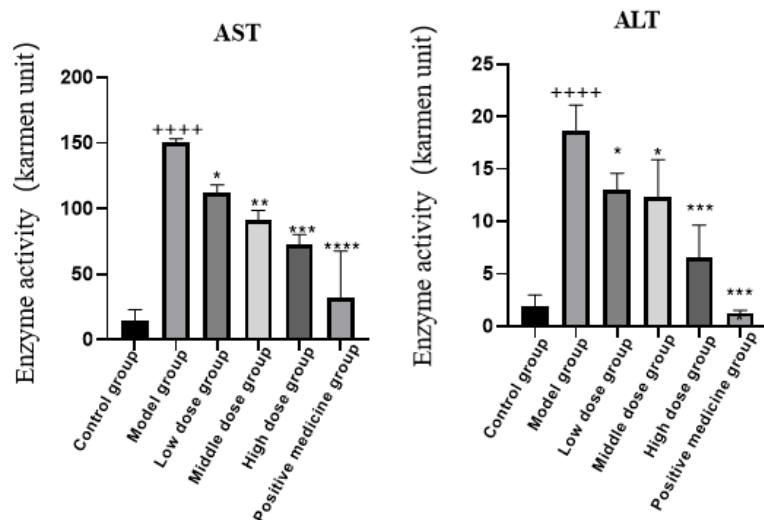 AST
Enzyme activity (karmen unit)
200
150
100
50
0
++++
*
**
***
****
Control group
Model group
Low dose group
Middle dose group
High dose group
Positive medicine group
ALT
Enzyme activity (karmen unit)
25
20
15
10
5
0
++++
*
*
***
***
*
Control group
Model group
Low dose group
Middle dose group
High dose group
Positive medicine group